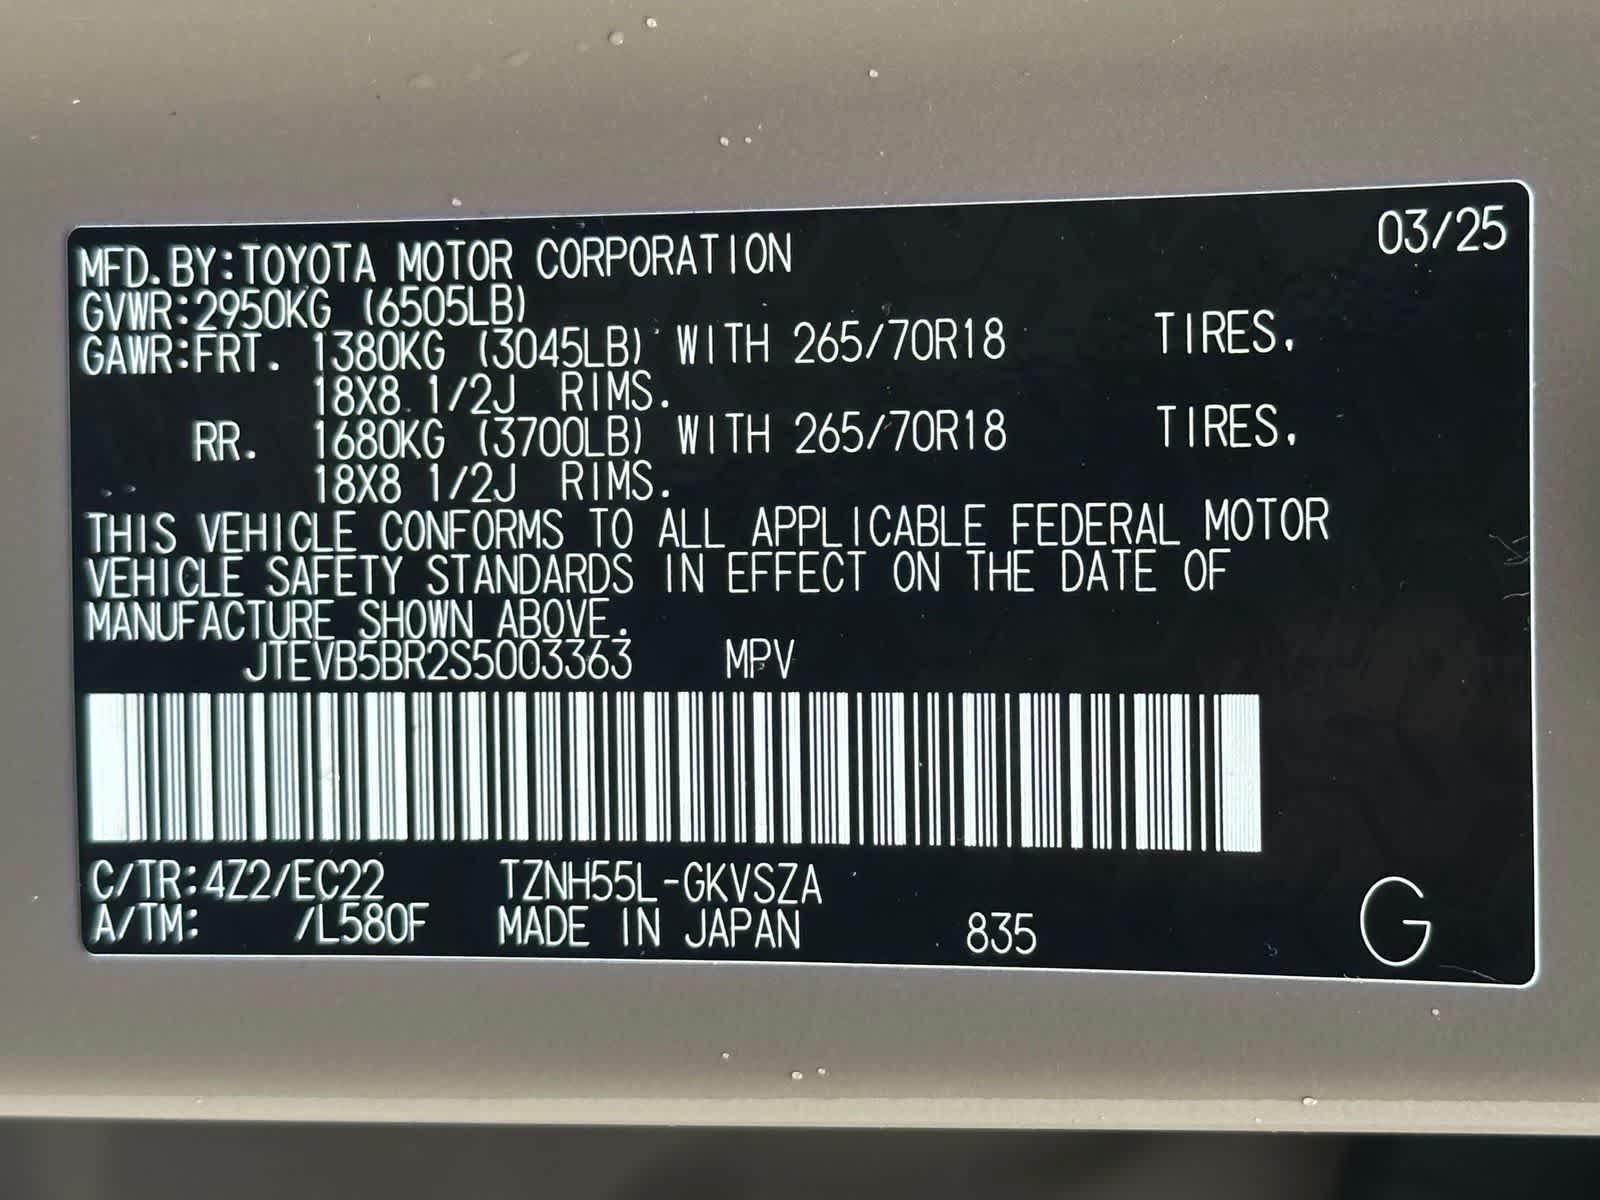 03/25
MFD.BY:TOYOTA MOTOR CORPORATION
GVWR:2950KG (6505LB)
GAWR:FRT. 1380KG (3045LB) WITH 265/70R18 TIRES,
18X8 1/2J RIMS.
RR. 1680KG (3700LB) WITH 265/70R18 TIRES,
18X8 1/2J RIMS.
THIS VEHICLE CONFORMS TO ALL APPLICABLE FEDERAL MOTOR
VEHICLE SAFETY STANDARDS IN EFFECT ON THE DATE OF
MANUFACTURE SHOWN ABOVE.
JTEVB5BR2S5003363 MPV
C/TR:4Z2/EC22 TZNH55L-GKVSZA
A/TM: /L580F MADE IN JAPAN 835 G